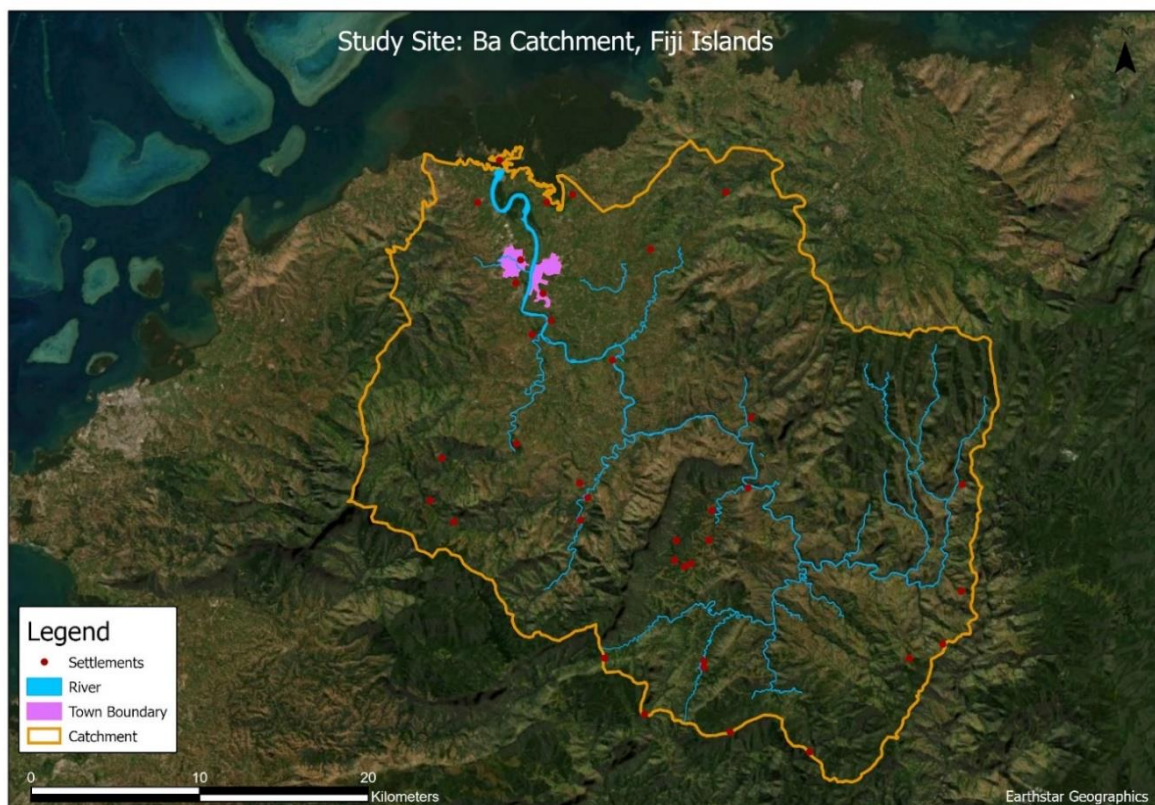 Study Site: Ba Catchment, Fiji Islands
N
Legend
Settlements
River
Town Boundary
Catchment
0 10 20
Kilometers
Earthstar Geographics